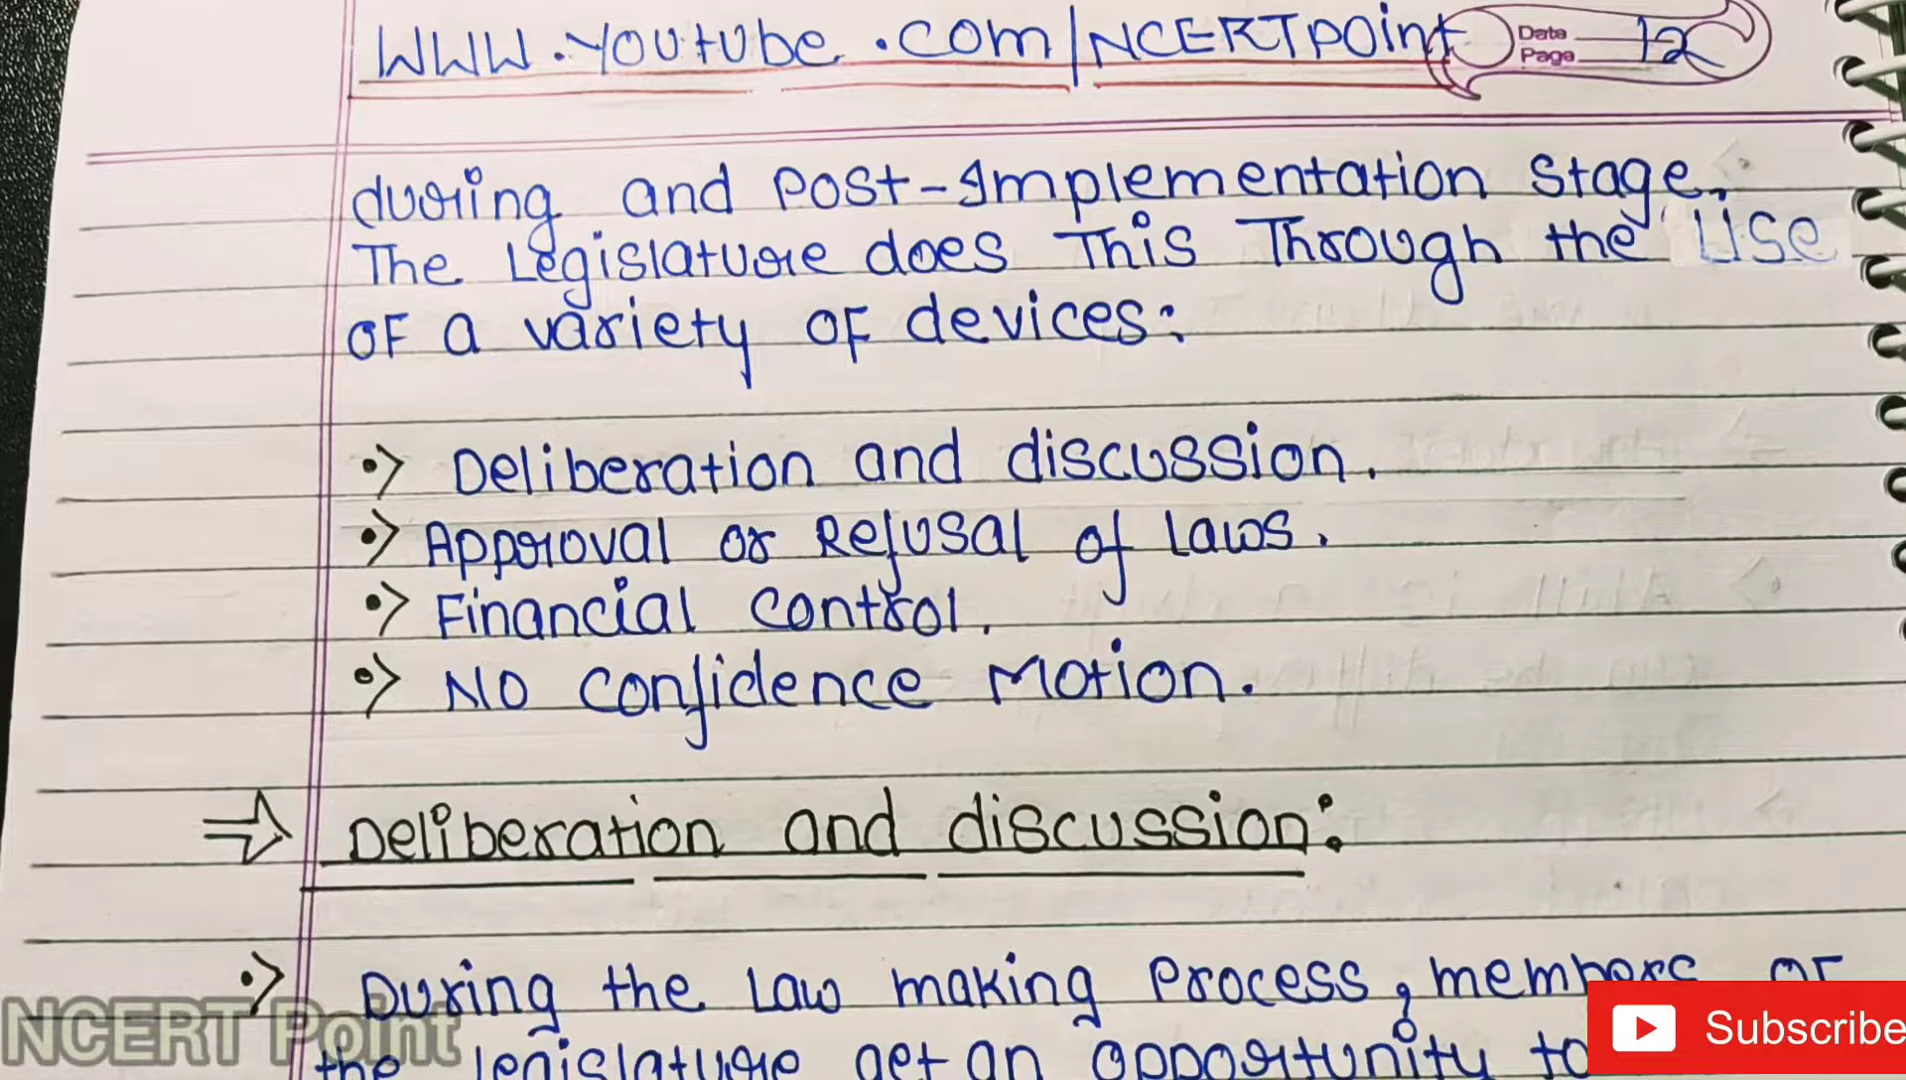 www.youtube.com/NCERTpoint
Date
Page 12
during and Post-Implementation Stage.
The Legislature does This Through the Use
of a variety of devices:
•> Deliberation and discussion.
•> Approval or Refusal of Laws.
•> Financial control.
•> No confidence Motion.
⇒ Deliberation and discussion:
•> During the Law making Process, members of
the legislature get an opportunity to
NCERT Point
Subscribe